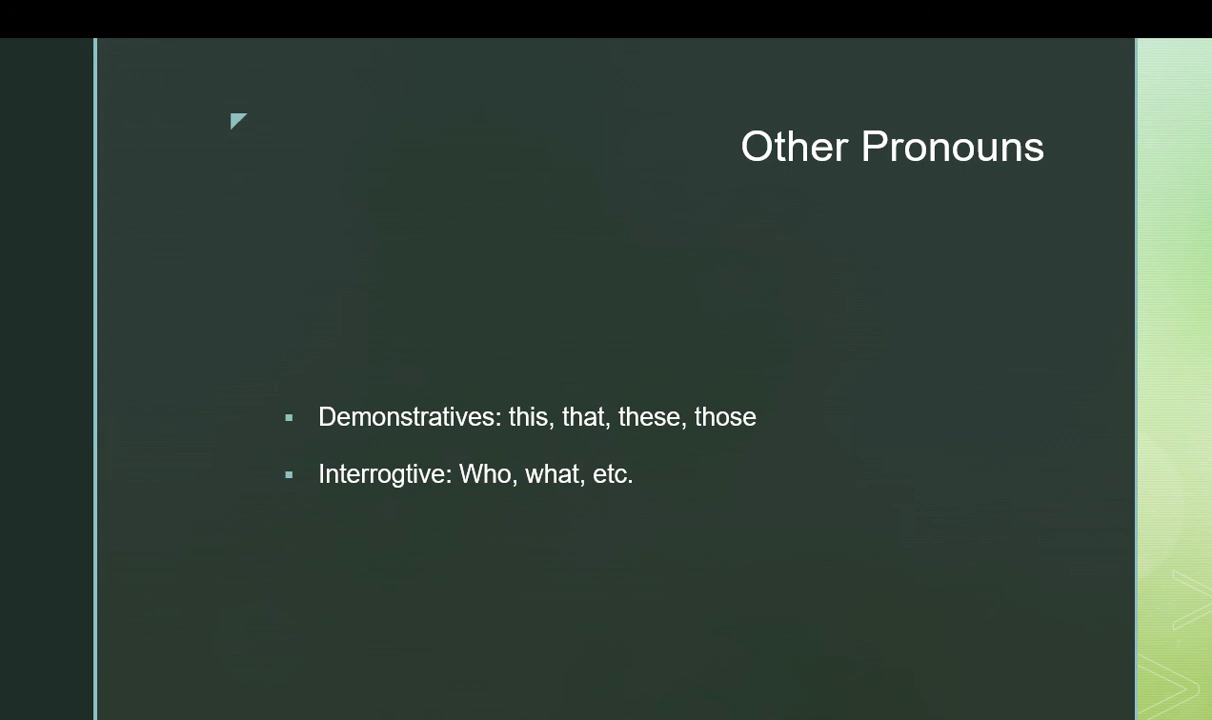 Other Pronouns
Demonstratives: this, that, these, those
Interrogtive: Who, what, etc.